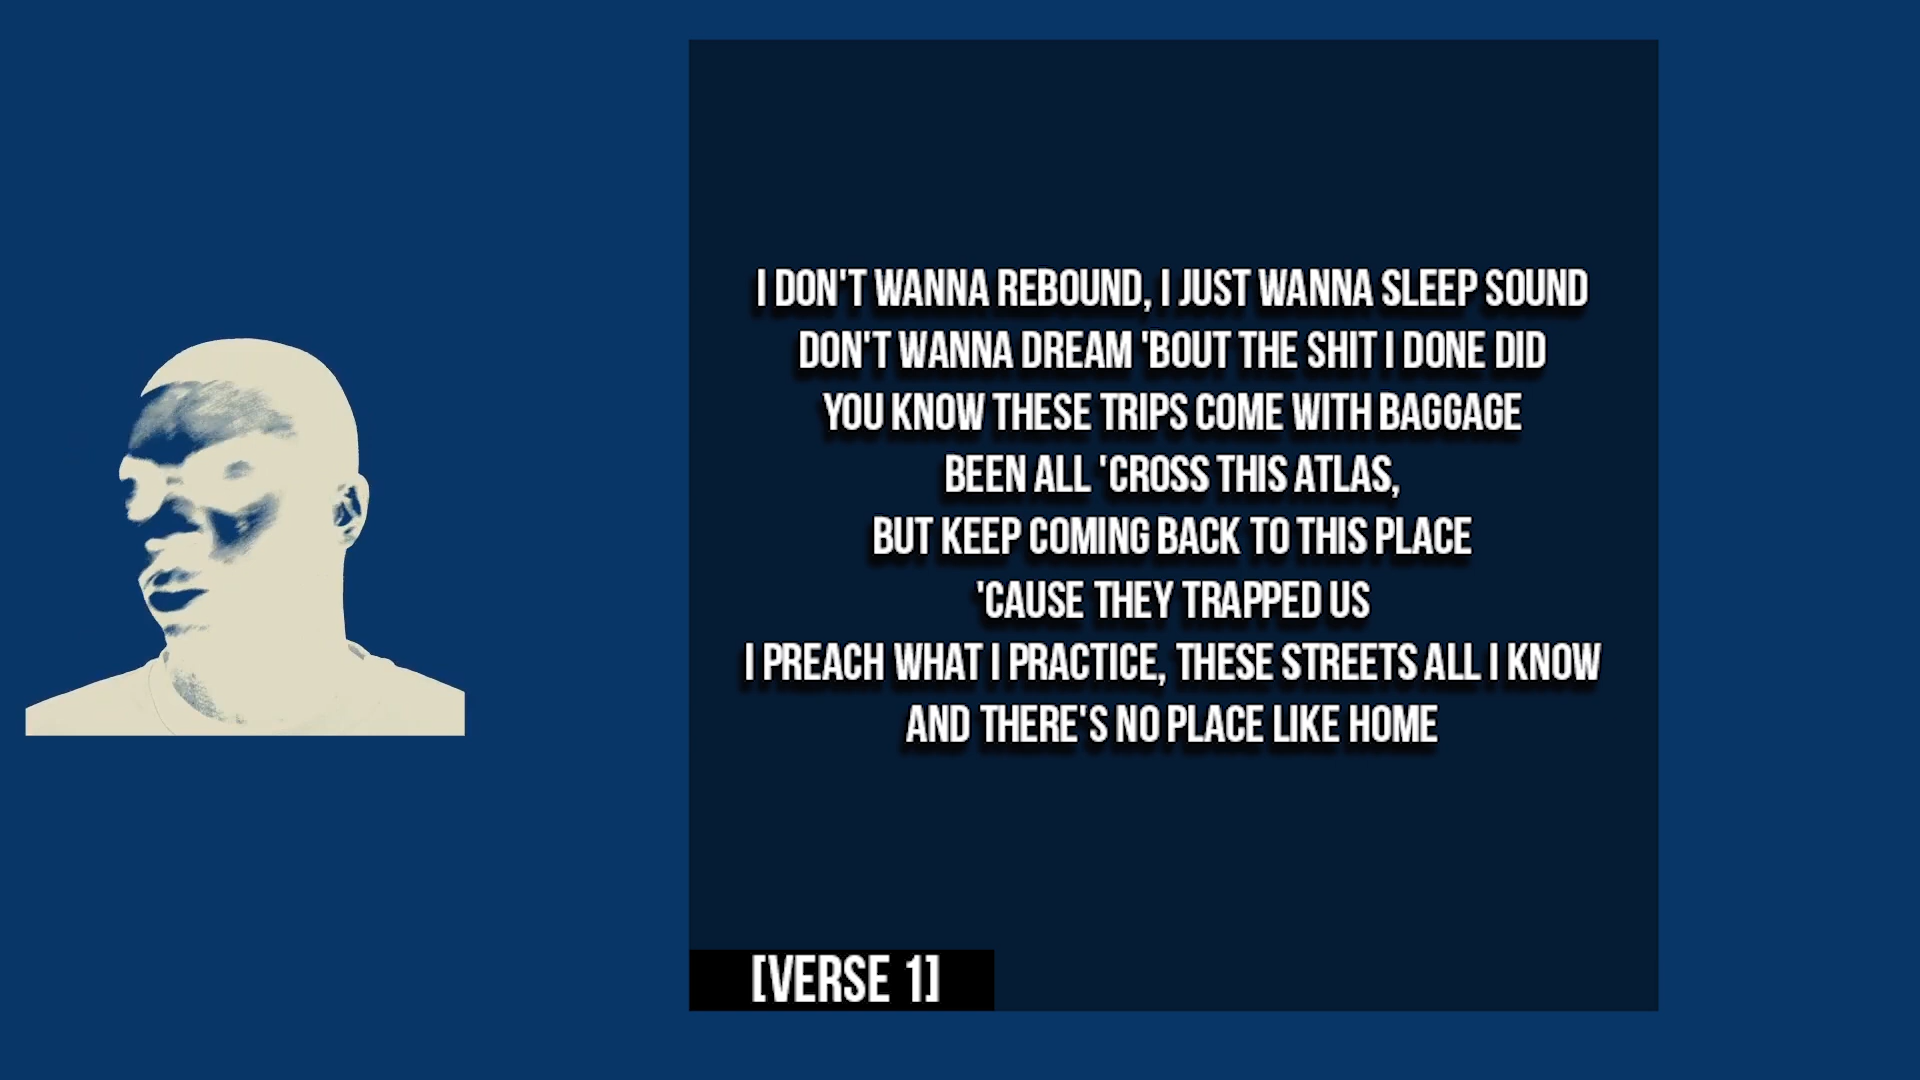 I DON'T WANNA REBOUND, I JUST WANNA SLEEP SOUND
DON'T WANNA DREAM 'BOUT THE SHIT I DONE DID
YOU KNOW THESE TRIPS COME WITH BAGGAGE
BEEN ALL 'CROSS THIS ATLAS,
BUT KEEP COMING BACK TO THIS PLACE
'CAUSE THEY TRAPPED US
I PREACH WHAT I PRACTICE, THESE STREETS ALL I KNOW
AND THERE'S NO PLACE LIKE HOME
[VERSE 1]